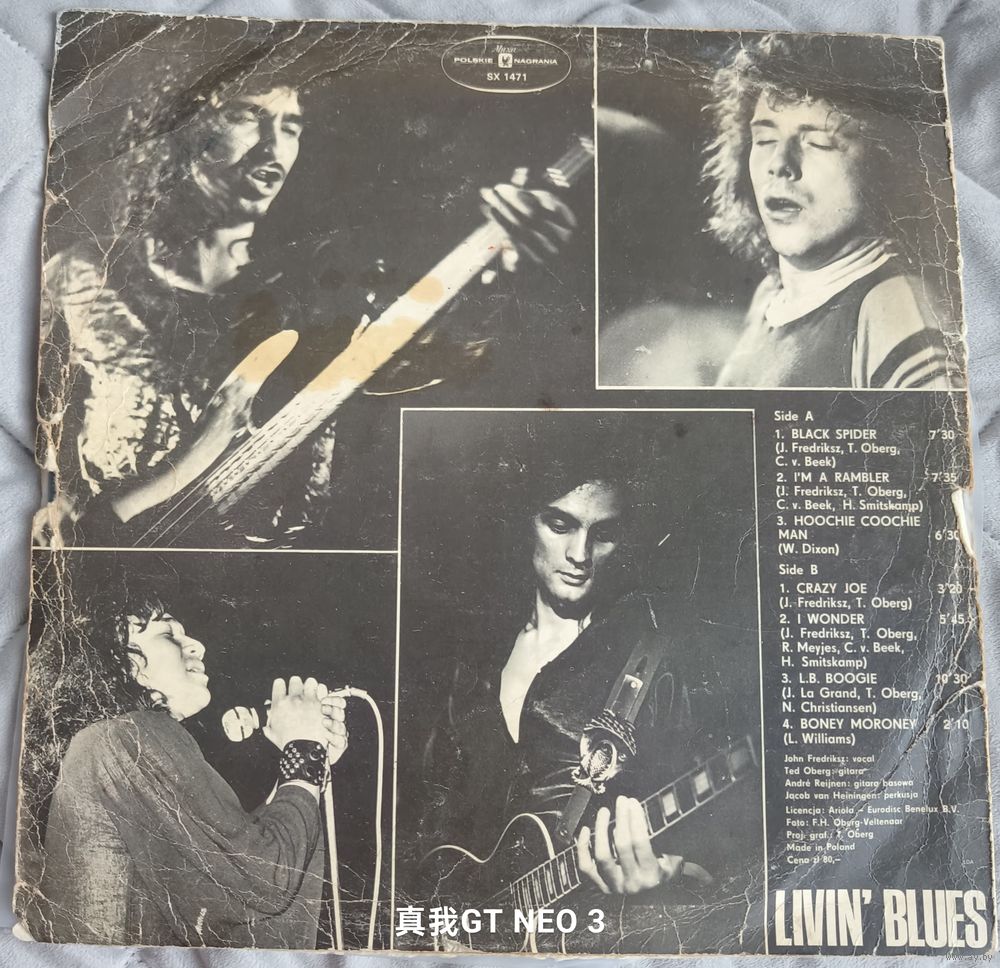 Muza
POLSKIE NAGRANIA
SX 1471
Side A
1. BLACK SPIDER 7'30
(J. Fredriksz, T. Oberg,
C. v. Beek)
2. I'M A RAMBLER 7'35
(J. Fredriksz, T. Oberg,
C. v. Beek, H. Smitskamp)
3. HOOCHIE COOCHIE
MAN 6'30
(W. Dixon)
Side B
1. CRAZY JOE 3'20
(J. Fredriksz, T. Oberg)
2. I WONDER 5'45
(J. Fredriksz, T. Oberg,
R. Meyjes, C. v. Beek,
H. Smitskamp)
3. L.B. BOOGIE 10'30
(J. La Grand, T. Oberg,
N. Christiansen)
4. BONEY MORONEY 2'10
(L. Williams)
John Fredriksz: vocal
Ted Oberg: gitara
André Reijnen: gitara basowa
Jacob van Heiningen: perkusja
Licencja: Ariola – Eurodisc Benelux B.V.
Foto: F.H. Oburg-Veltenaar
Proj. graf.: T. Oberg
Made in Poland
Cena zł 80,–
LIVIN' BLUES
真我GT NEO 3
www.ay.by